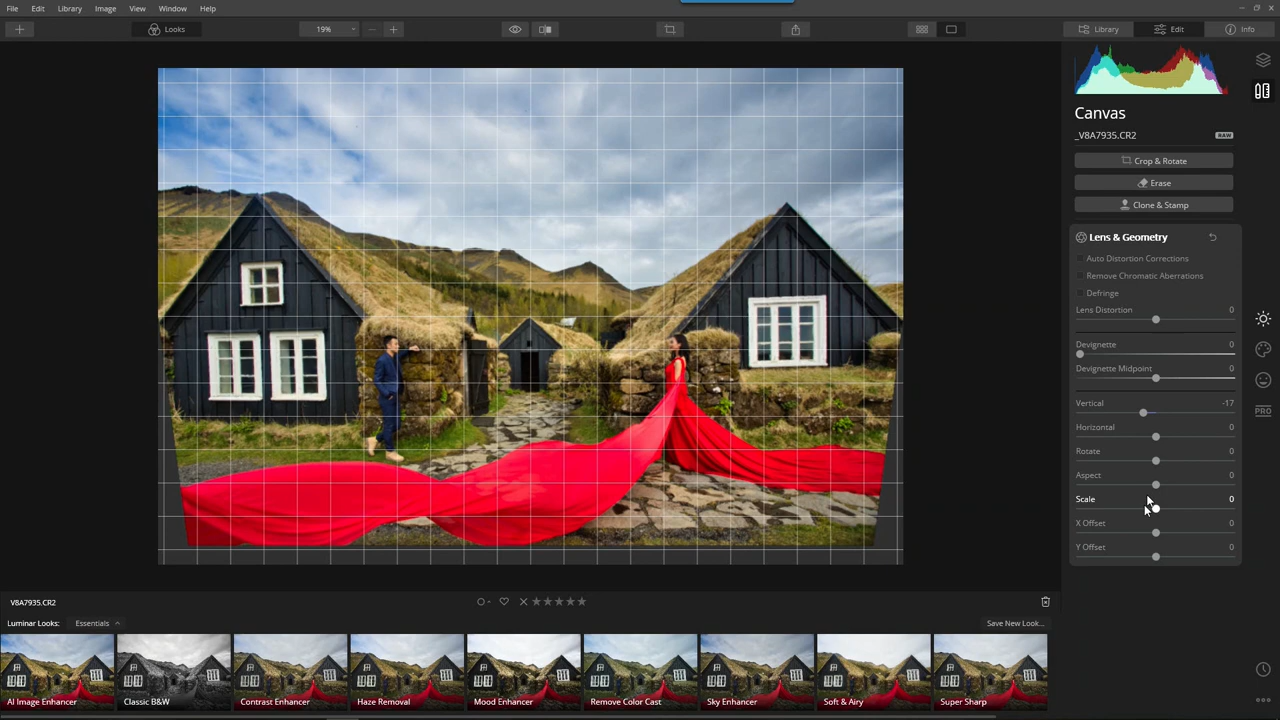 File Edit Library Image View Window Help
Looks 19% Library Edit Info
Canvas
_V8A7935.CR2 RAW
Crop & Rotate
Erase
Clone & Stamp
Lens & Geometry
Auto Distortion Corrections
Remove Chromatic Aberrations
Defringe
Lens Distortion 0
Devignette 0
Devignette Midpoint 0
Vertical -17
Horizontal 0
Rotate 0
Aspect 0
Scale 0
X Offset 0
Y Offset 0
PRO
V8A7935.CR2
Luminar Looks: Essentials Save New Look...
AI Image Enhancer Classic B&W Contrast Enhancer Haze Removal Mood Enhancer Remove Color Cast Sky Enhancer Soft & Airy Super Sharp